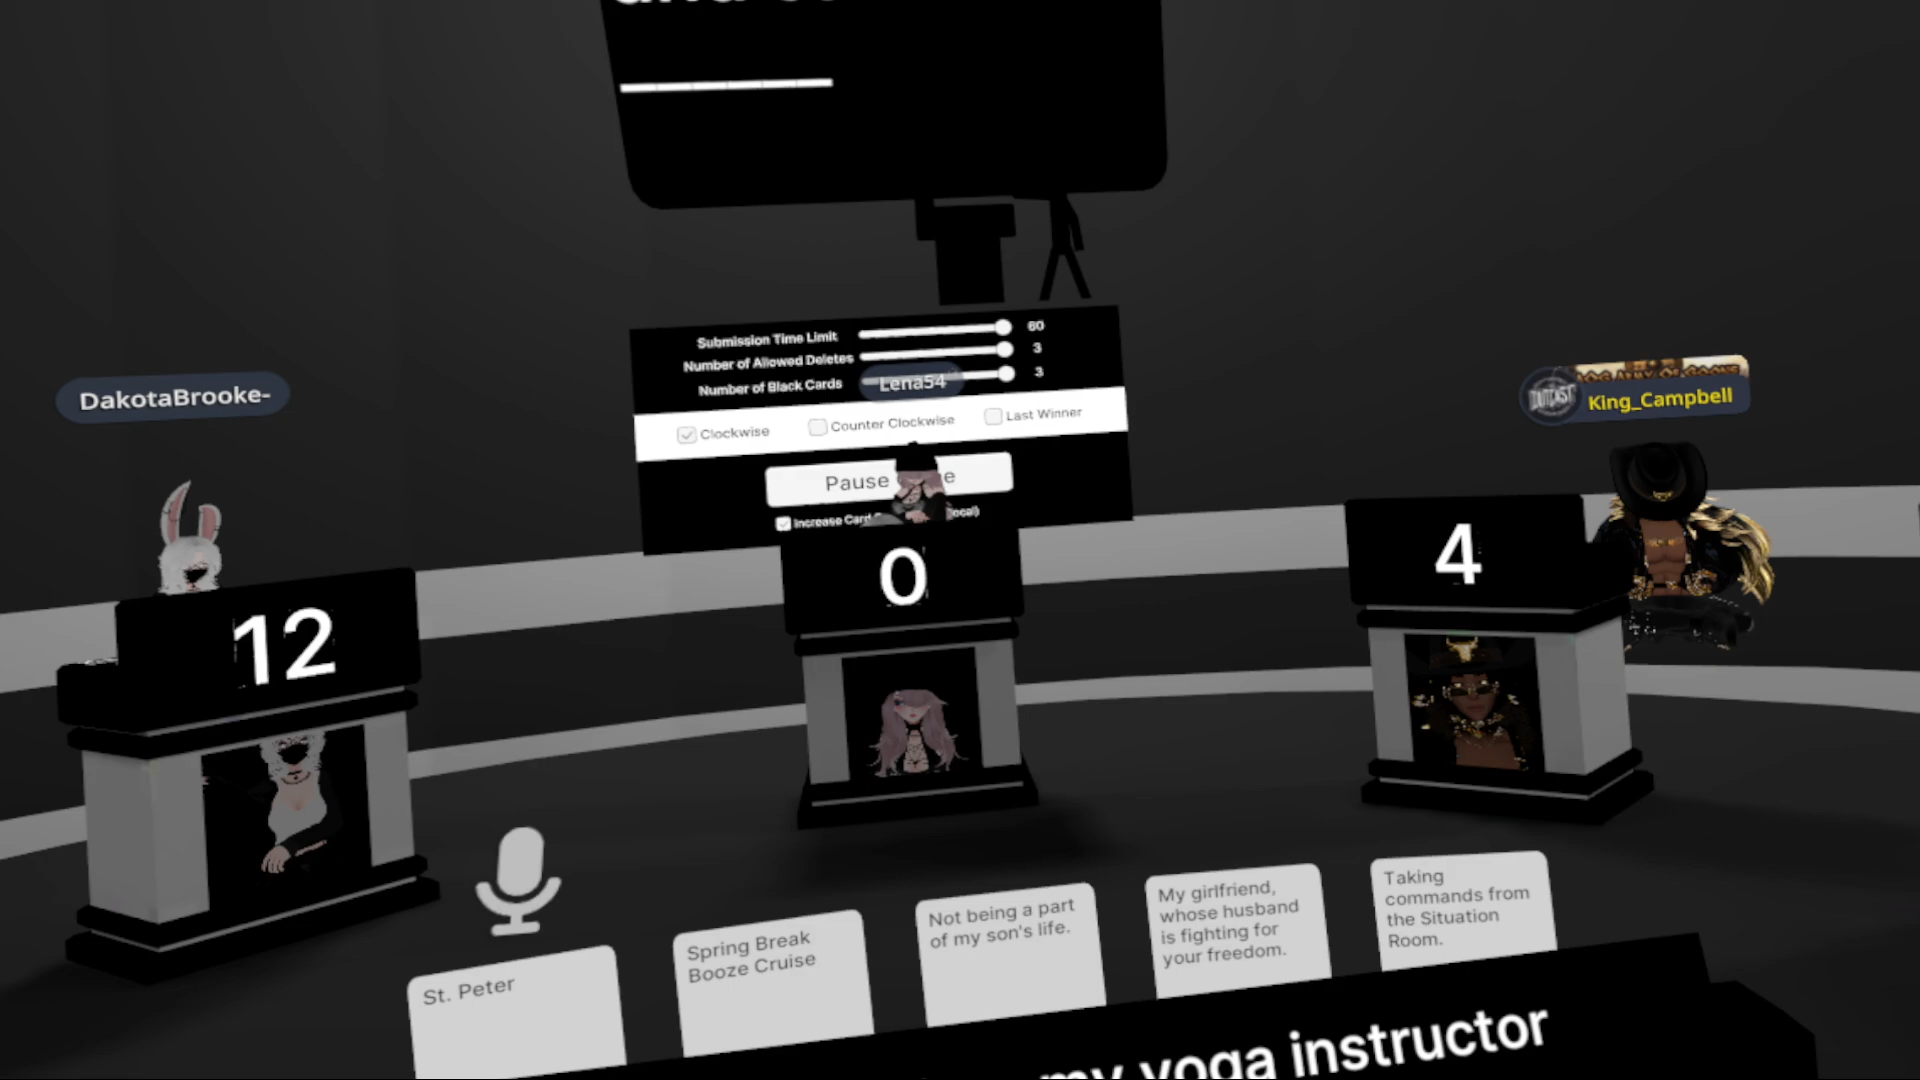 Submission Time Limit 60
Number of Allowed Deletes 3
Number of Black Cards 3
Lena54
DakotaBrooke-
OUTCAST
King_Campbell
Clockwise Counter Clockwise Last Winner
Pause
Increase Card
12
0
4
St. Peter
Spring Break
Booze Cruise
Not being a part
of my son's life.
My girlfriend,
whose husband
is fighting for
your freedom.
Taking
commands from
the Situation
Room.
my yoga instructor